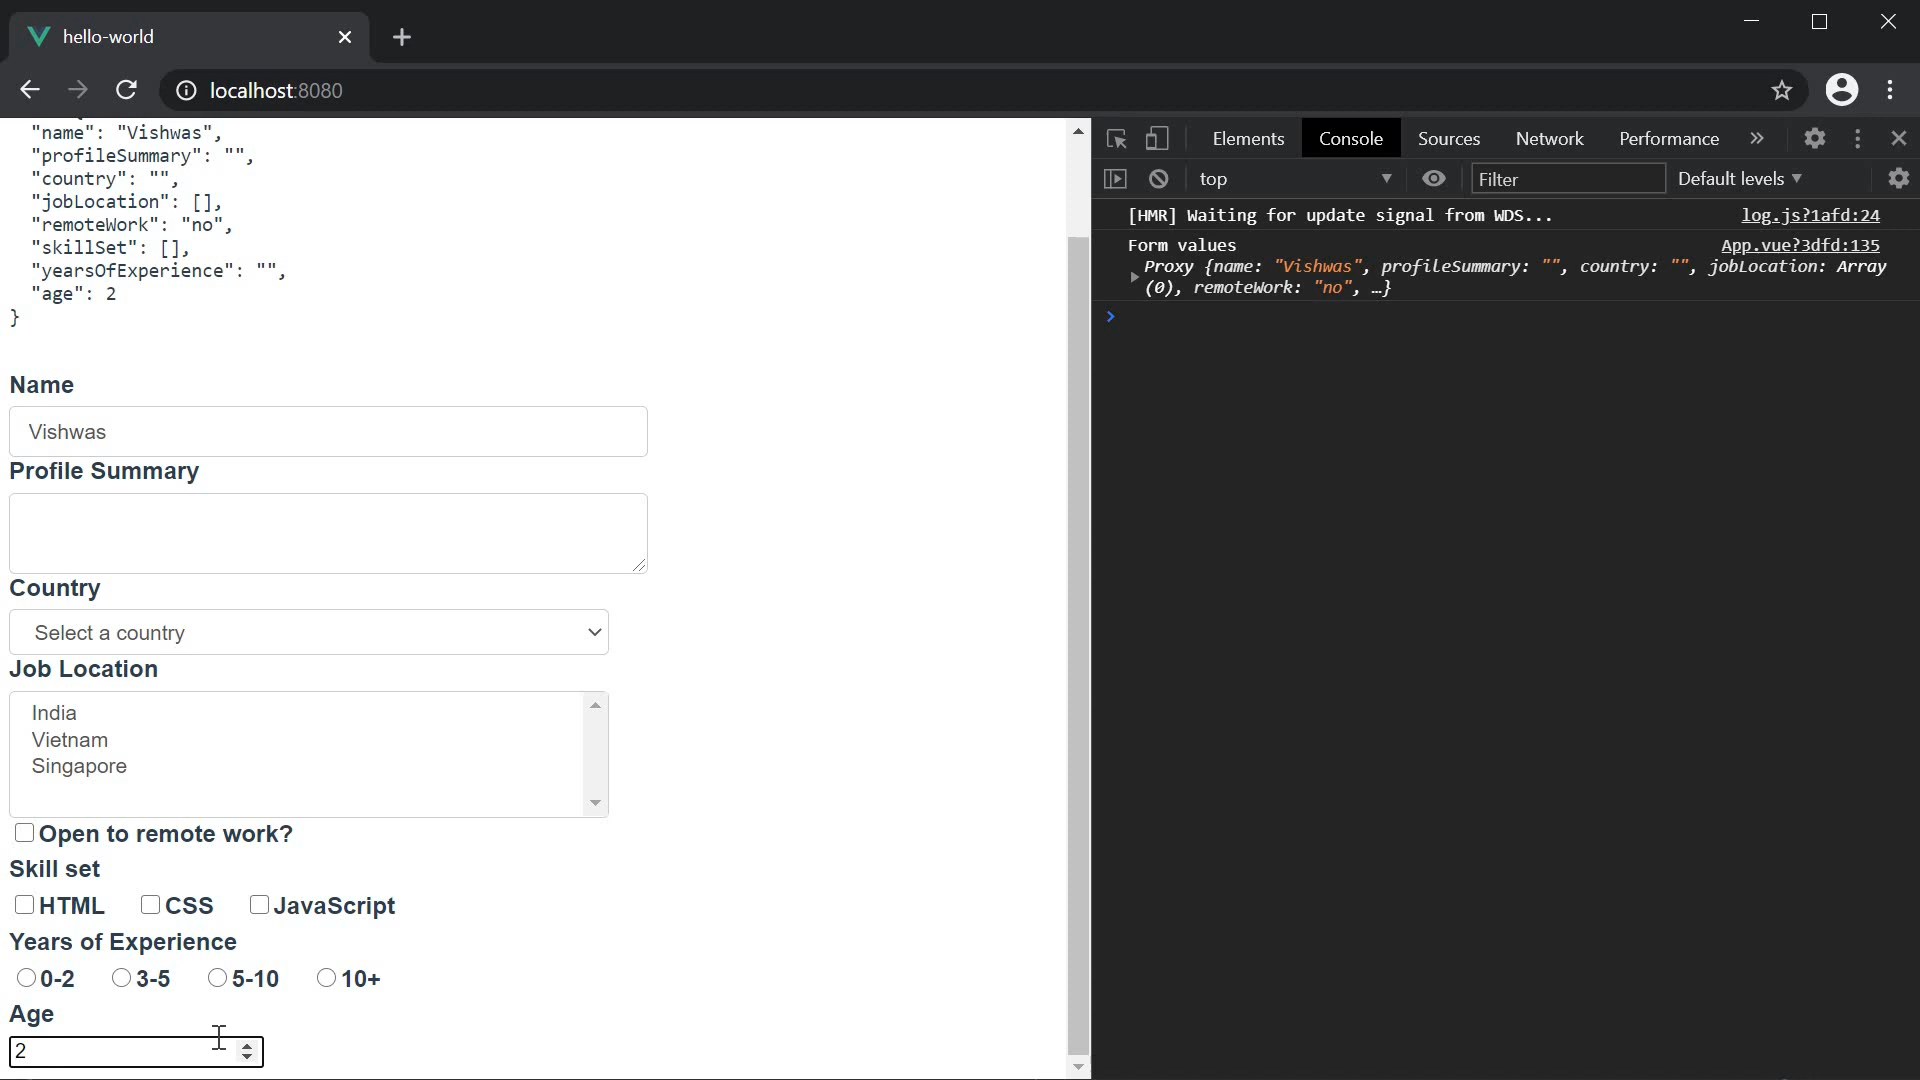 hello-world
localhost:8080
"name": "Vishwas",
"profileSummary": "",
"country": "",
"jobLocation": [],
"remoteWork": "no",
"skillSet": [],
"yearsOfExperience": "",
"age": 2
}
Name
Vishwas
Profile Summary
Country
Select a country
Job Location
India
Vietnam
Singapore
Open to remote work?
Skill set
HTML CSS JavaScript
Years of Experience
0-2 3-5 5-10 10+
Age
2
Elements Console Sources Network Performance »
top Filter Default levels
[HMR] Waiting for update signal from WDS... log.js?1afd:24
Form values App.vue?3dfd:135
Proxy {name: "Vishwas", profileSummary: "", country: "", jobLocation: Array
(0), remoteWork: "no", …}